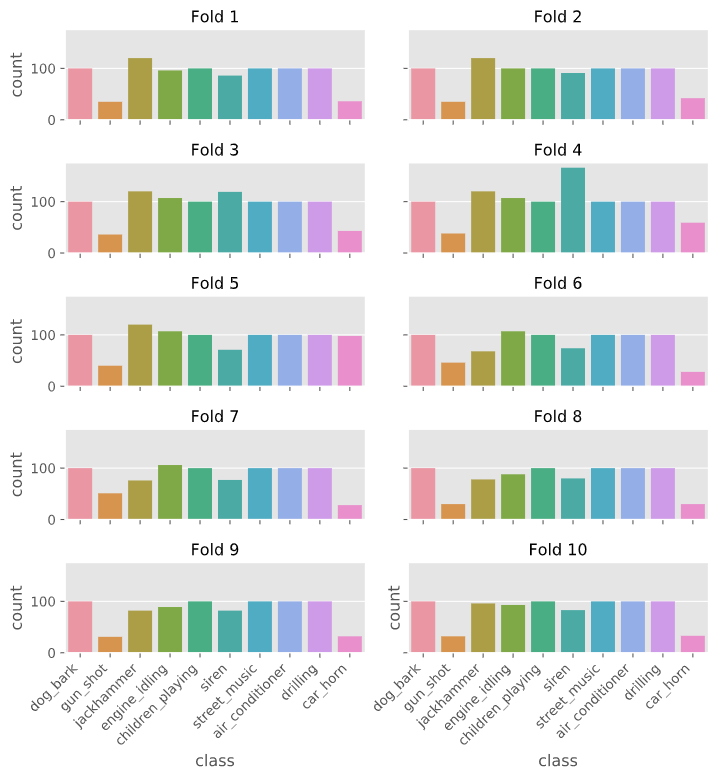 Fold 1
Fold 2
count
100
0
Fold 3
Fold 4
count
100
0
Fold 5
Fold 6
count
100
0
Fold 7
Fold 8
count
100
0
Fold 9
Fold 10
count
100
0
count
dog_bark
gun_shot
jackhammer
engine_idling
children_playing
siren
street_music
air_conditioner
drilling
car_horn
dog_bark
gun_shot
jackhammer
engine_idling
children_playing
siren
street_music
air_conditioner
drilling
car_horn
class
class